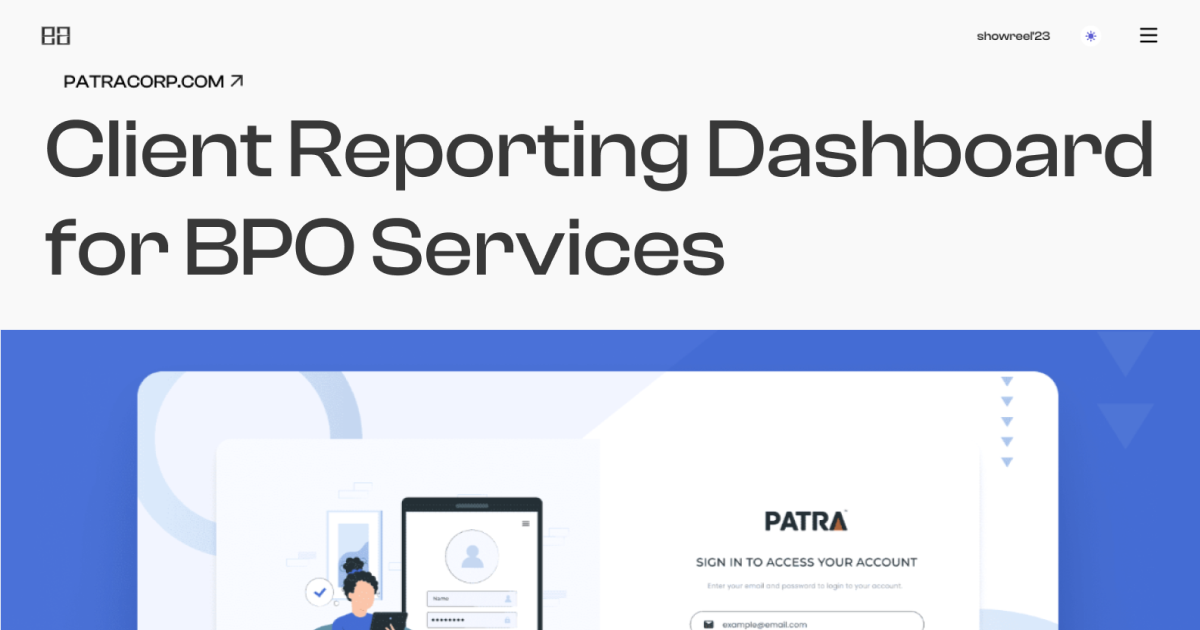 showreel'23
PATRACORP.COM
Client Reporting Dashboard
for BPO Services
PATRA
SIGN IN TO ACCESS YOUR ACCOUNT
Enter your email and password to login to your account.
Name
example@email.com